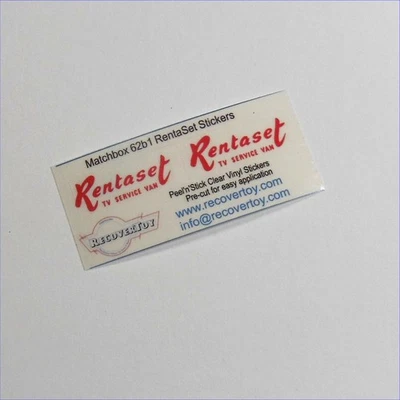 Matchbox 62b1 RentaSet Stickers
Rentaset
TV SERVICE VAN
Rentaset
TV SERVICE VAN
Peel'n'Stick Clear Vinyl Stickers
Pre-cut for easy application
www.recovertoy.com
info@recovertoy.com
RECOVERTOY